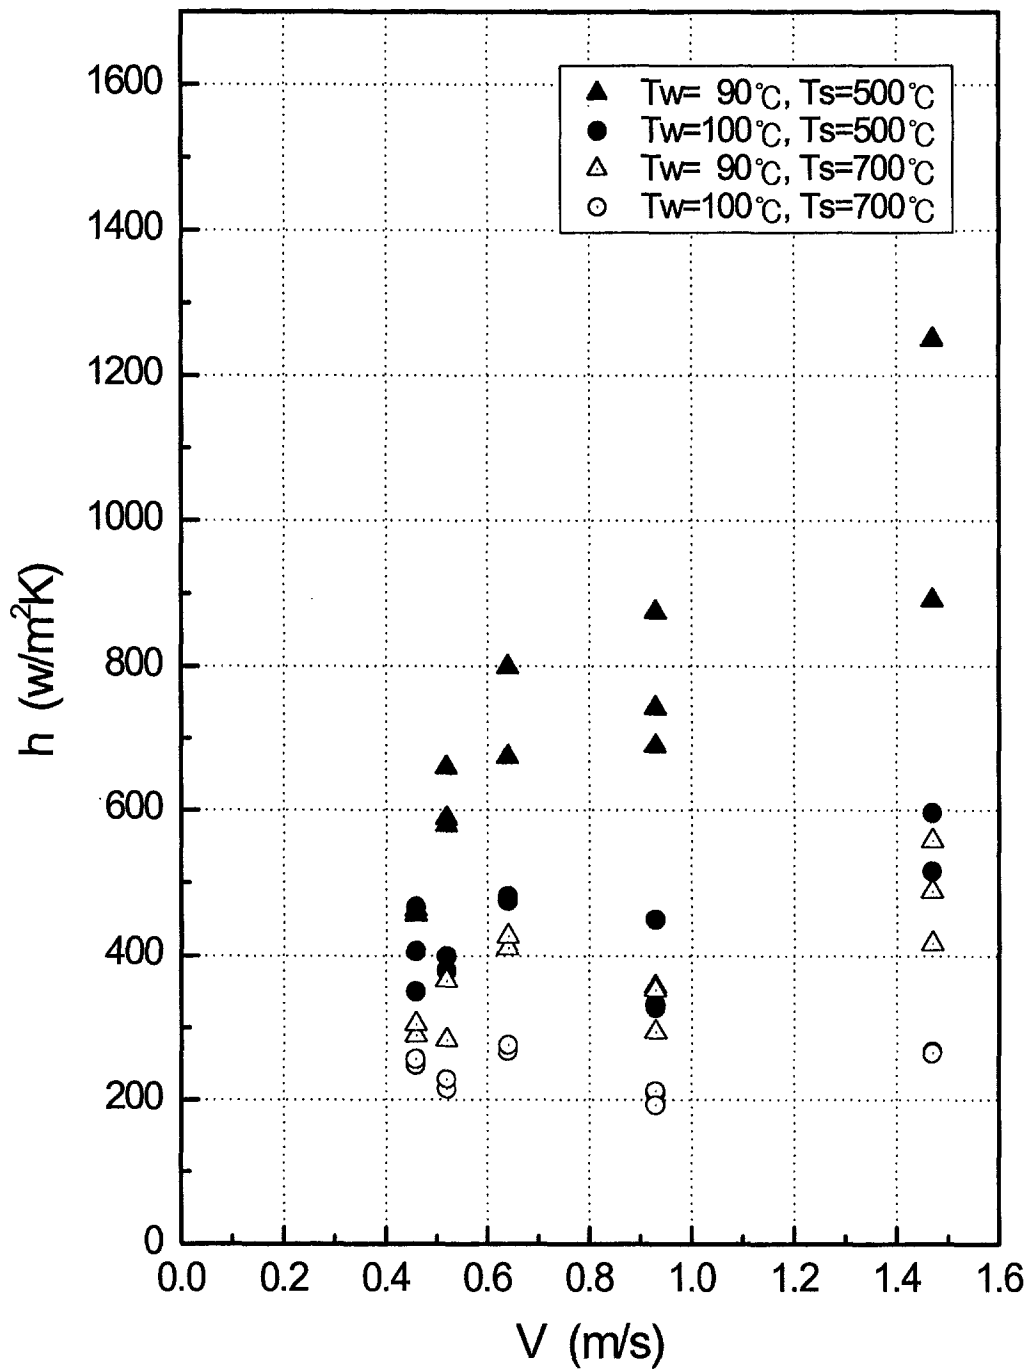 1600
1400
1200
1000
800
600
400
200
0
h (w/m²K)
Tw= 90℃, Ts=500℃
Tw=100℃, Ts=500℃
Tw= 90℃, Ts=700℃
Tw=100℃, Ts=700℃
0.0 0.2 0.4 0.6 0.8 1.0 1.2 1.4 1.6
V (m/s)